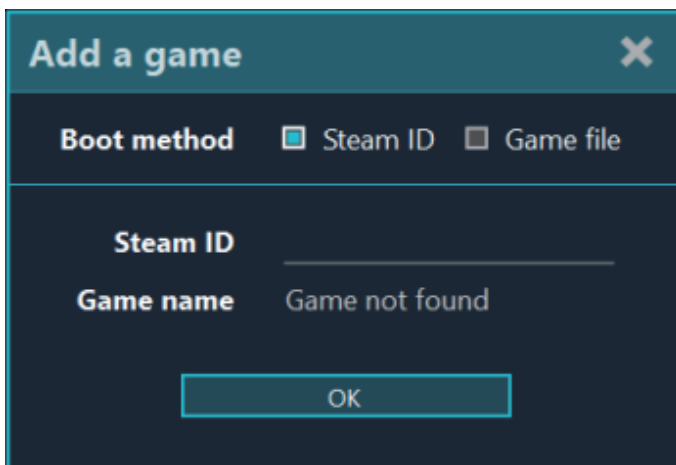 Add a game
Boot method Steam ID Game file
Steam ID
Game name Game not found
OK